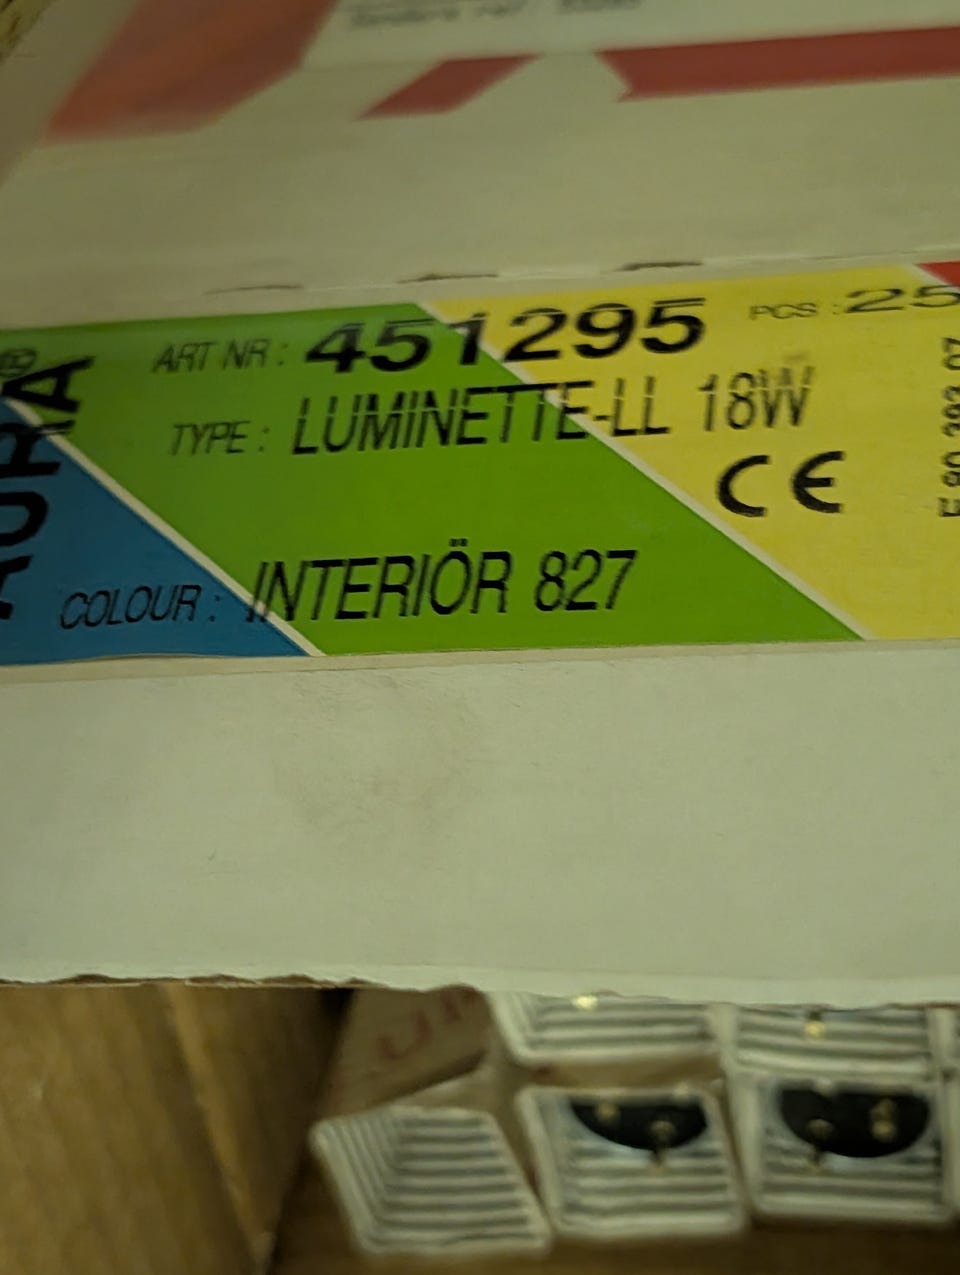 AURA®
ART NR : 451295 PCS : 25
TYPE : LUMINETTE-LL 18W
CE
COLOUR : INTERIÖR 827